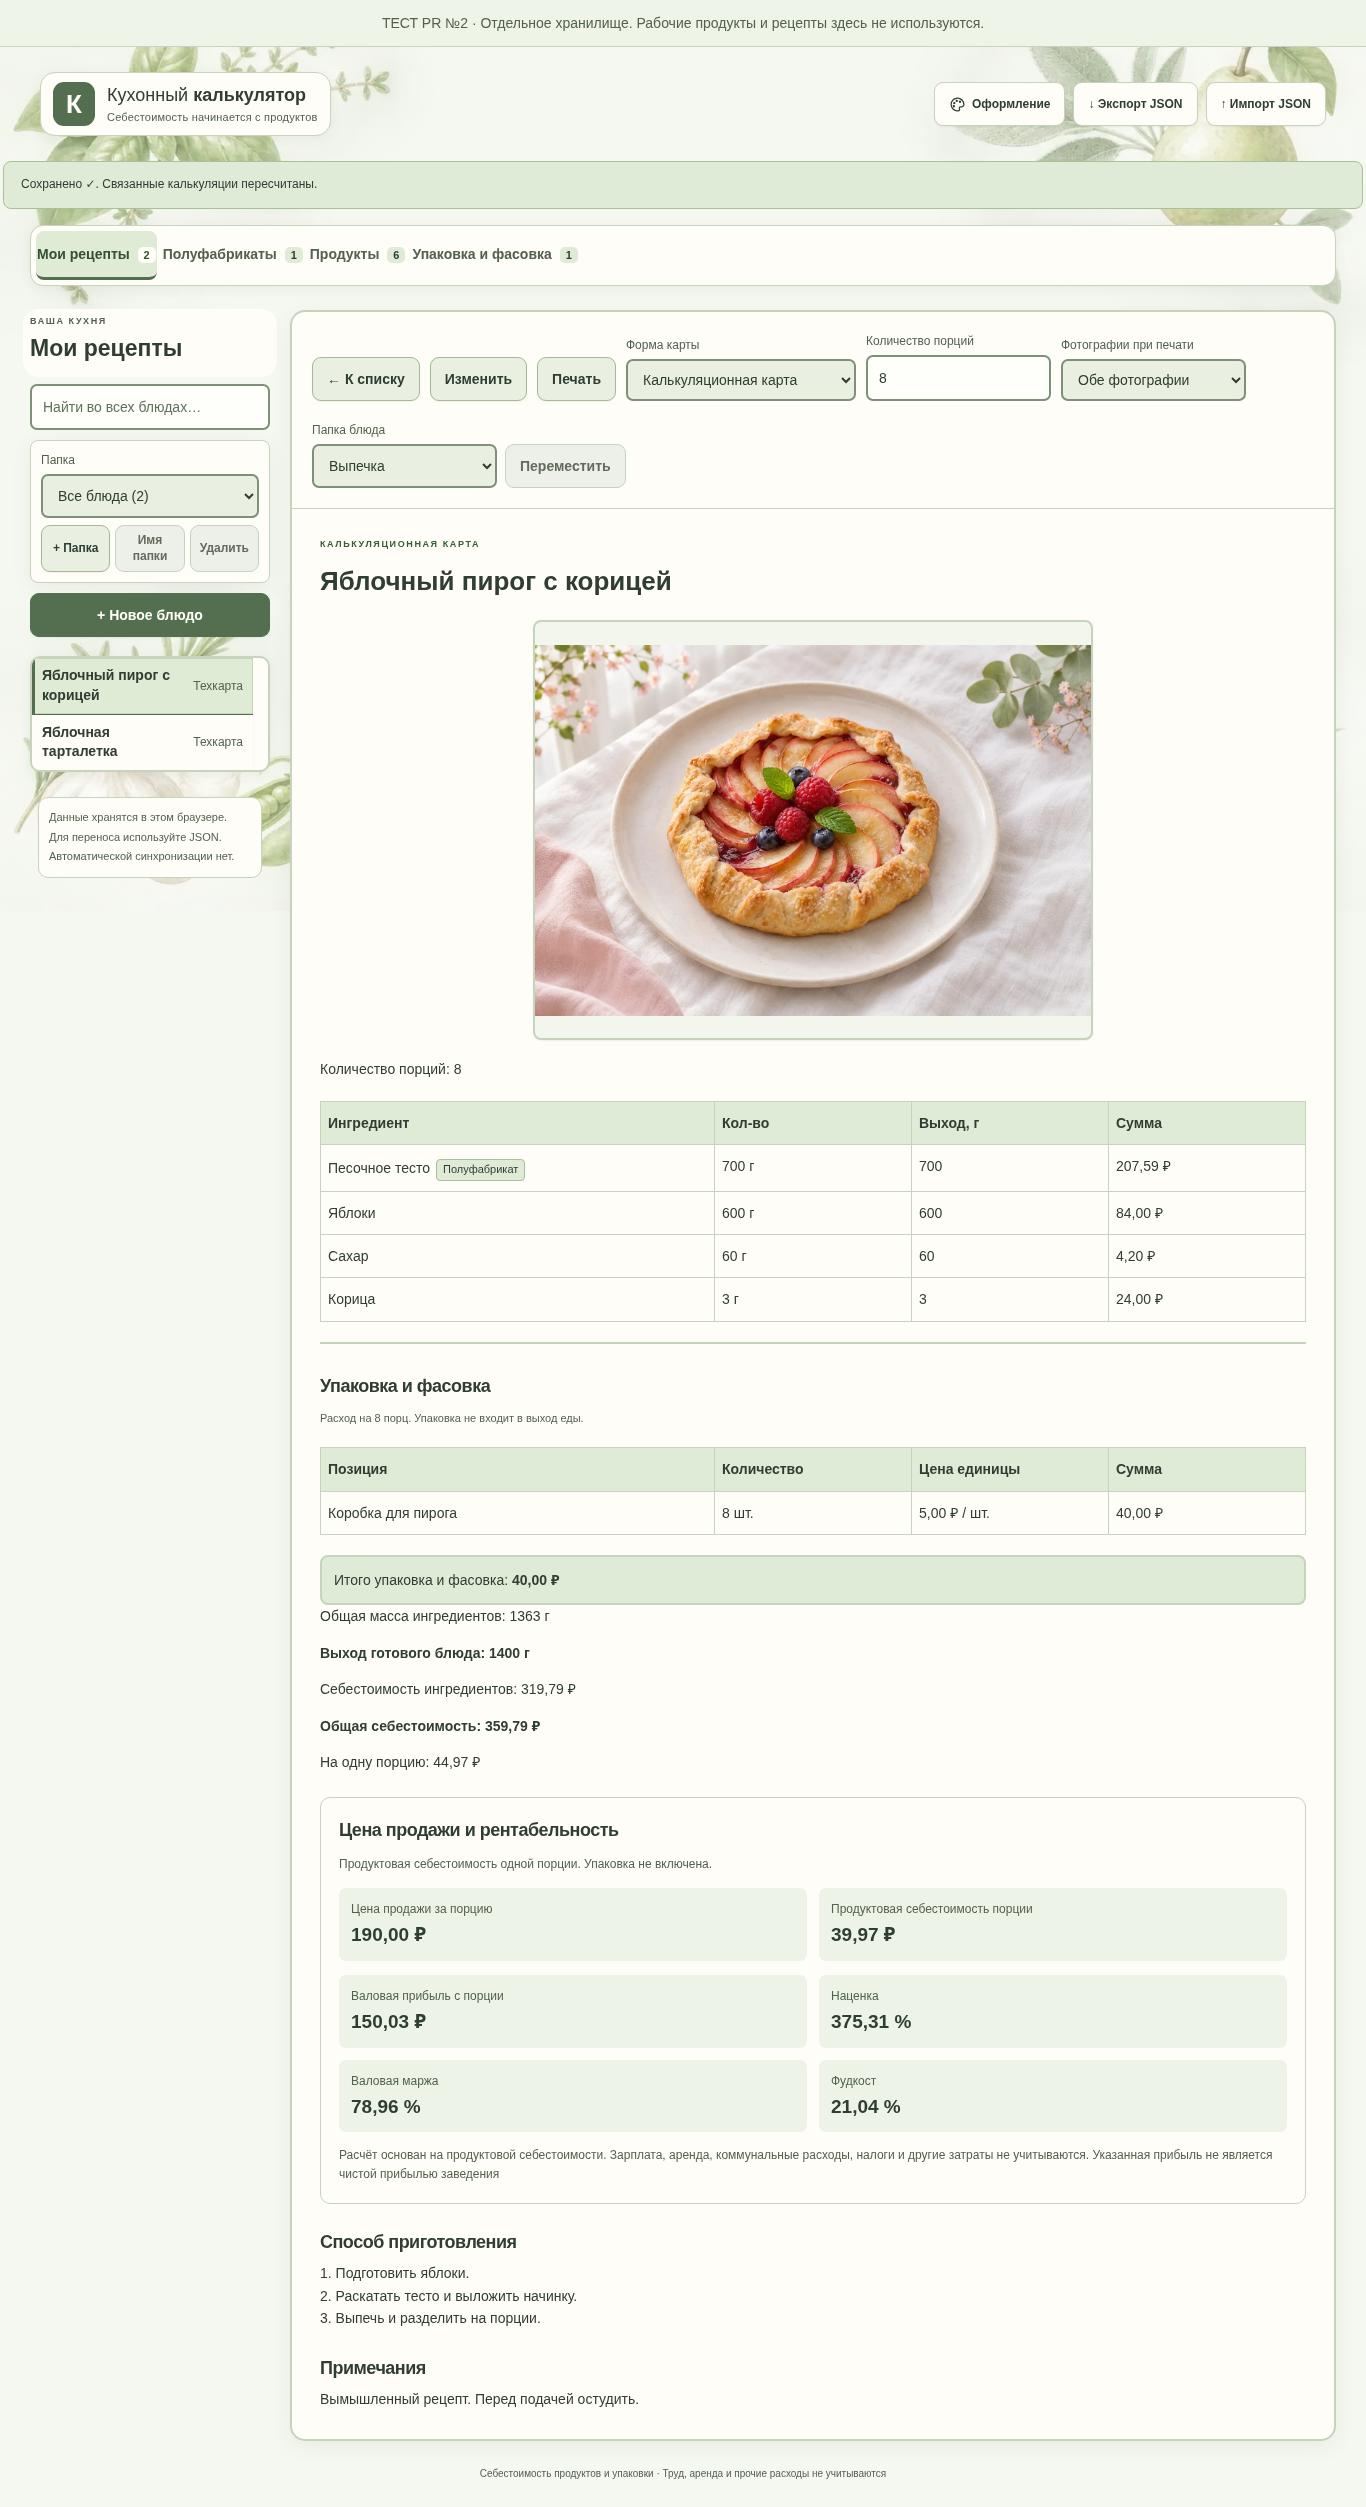 ТЕСТ PR №2 · Отдельное хранилище. Рабочие продукты и рецепты здесь не используются.
К
Кухонный калькулятор
Себестоимость начинается с продуктов
Оформление
↓ Экспорт JSON
↑ Импорт JSON
Сохранено ✓. Связанные калькуляции пересчитаны.
Мои рецепты 2 Полуфабрикаты 1 Продукты 6 Упаковка и фасовка 1
ВАША КУХНЯ
Мои рецепты
Найти во всех блюдах…
Папка
Все блюда (2)
+ Папка
Имя папки
Удалить
+ Новое блюдо
Яблочный пирог с корицей
Техкарта
Яблочная тарталетка
Техкарта
Данные хранятся в этом браузере.
Для переноса используйте JSON.
Автоматической синхронизации нет.
← К списку
Изменить
Печать
Форма карты
Калькуляционная карта
Количество порций
8
Фотографии при печати
Обе фотографии
Папка блюда
Выпечка
Переместить
КАЛЬКУЛЯЦИОННАЯ КАРТА
Яблочный пирог с корицей
Количество порций: 8
Ингредиент Кол-во Выход, г Сумма
Песочное тесто Полуфабрикат 700 г 700 207,59 ₽
Яблоки 600 г 600 84,00 ₽
Сахар 60 г 60 4,20 ₽
Корица 3 г 3 24,00 ₽
Упаковка и фасовка
Расход на 8 порц. Упаковка не входит в выход еды.
Позиция Количество Цена единицы Сумма
Коробка для пирога 8 шт. 5,00 ₽ / шт. 40,00 ₽
Итого упаковка и фасовка: 40,00 ₽
Общая масса ингредиентов: 1363 г
Выход готового блюда: 1400 г
Себестоимость ингредиентов: 319,79 ₽
Общая себестоимость: 359,79 ₽
На одну порцию: 44,97 ₽
Цена продажи и рентабельность
Продуктовая себестоимость одной порции. Упаковка не включена.
Цена продажи за порцию
190,00 ₽
Продуктовая себестоимость порции
39,97 ₽
Валовая прибыль с порции
150,03 ₽
Наценка
375,31 %
Валовая маржа
78,96 %
Фудкост
21,04 %
Расчёт основан на продуктовой себестоимости. Зарплата, аренда, коммунальные расходы, налоги и другие затраты не учитываются. Указанная прибыль не является
чистой прибылью заведения
Способ приготовления
1. Подготовить яблоки.
2. Раскатать тесто и выложить начинку.
3. Выпечь и разделить на порции.
Примечания
Вымышленный рецепт. Перед подачей остудить.
Себестоимость продуктов и упаковки · Труд, аренда и прочие расходы не учитываются